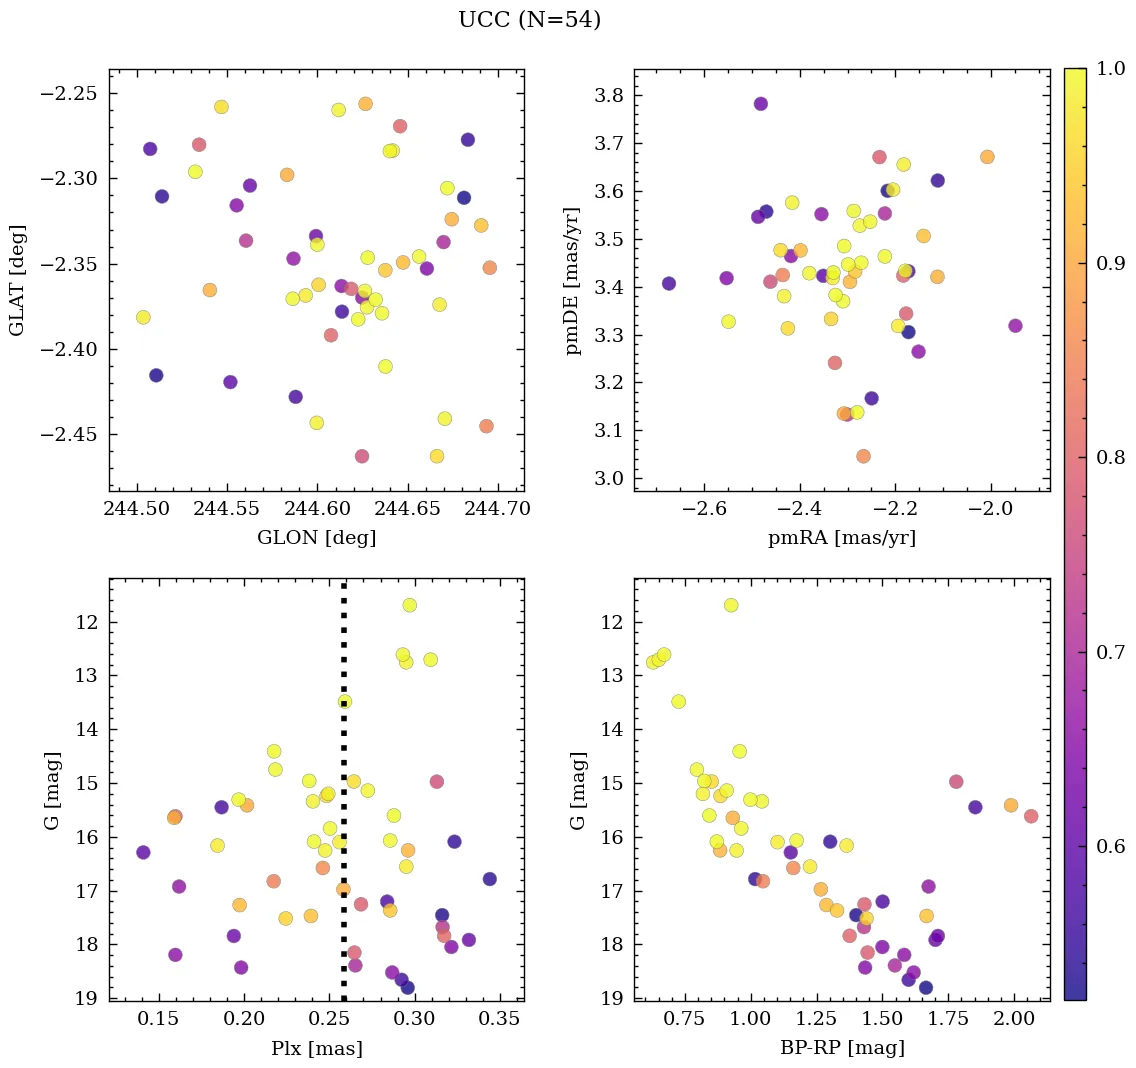 UCC (N=54)
−2.25
−2.30
−2.35
−2.40
−2.45
GLAT [deg]
244.50 244.55 244.60 244.65 244.70
GLON [deg]
3.8
3.7
3.6
3.5
3.4
3.3
3.2
3.1
3.0
pmDE [mas/yr]
−2.6 −2.4 −2.2 −2.0
pmRA [mas/yr]
1.0
0.9
0.8
0.7
0.6
12
13
14
15
16
17
18
19
G [mag]
0.15 0.20 0.25 0.30 0.35
Plx [mas]
12
13
14
15
16
17
18
19
G [mag]
0.75 1.00 1.25 1.50 1.75 2.00
BP-RP [mag]